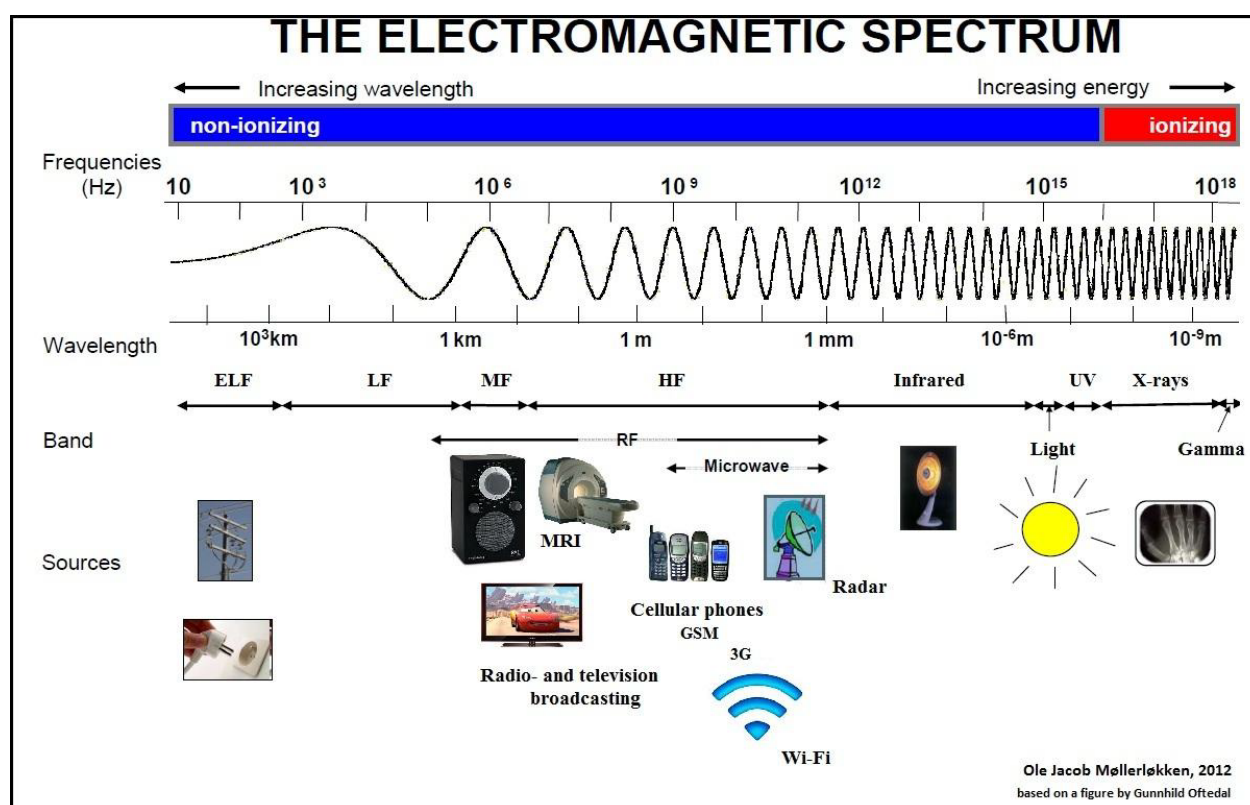 THE ELECTROMAGNETIC SPECTRUM
Increasing wavelength
Increasing energy
non-ionizing
ionizing
Frequencies
(Hz)
10
10³
10⁶
10⁹
10¹²
10¹⁵
10¹⁸
Wavelength
10³km
1 km
1 m
1 mm
10⁻⁶m
10⁻⁹m
ELF
LF
MF
HF
Infrared
UV
X-rays
Band
RF
Microwave
Light
Gamma
Sources
MRI
Radar
Cellular phones
GSM
3G
Radio- and television
broadcasting
Wi-Fi
Ole Jacob Møllerløkken, 2012
based on a figure by Gunnhild Oftedal